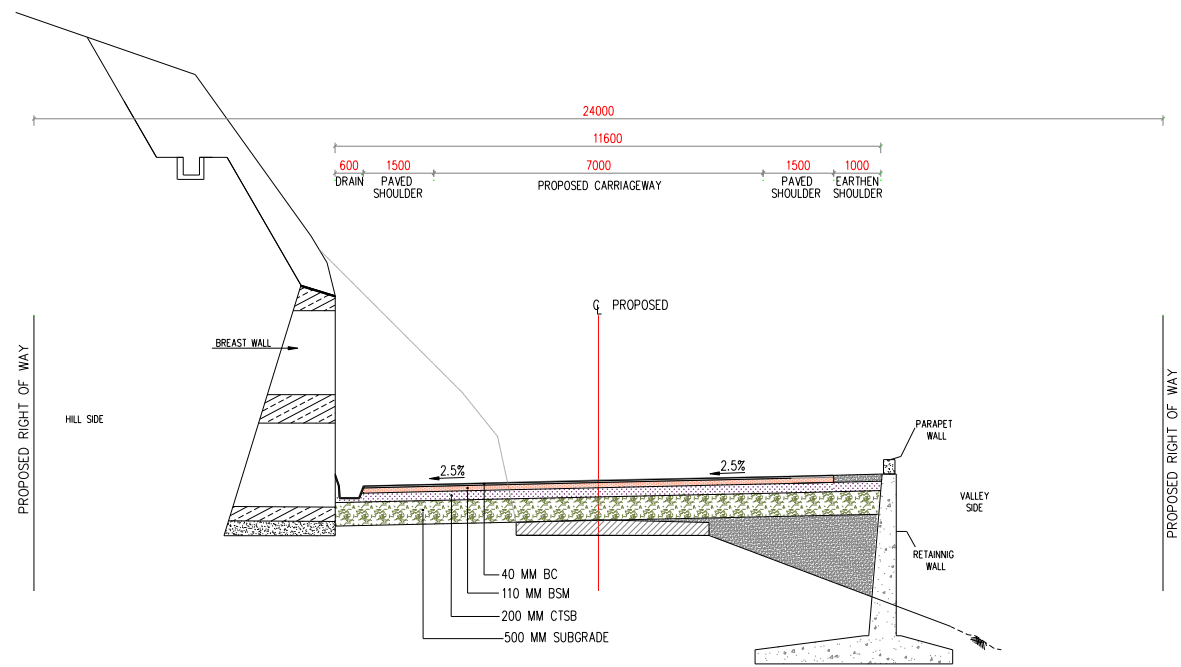 24000
11600
600 1500 7000 1500 1000
DRAIN PAVED SHOULDER PROPOSED CARRIAGEWAY PAVED SHOULDER EARTHEN SHOULDER
℄ PROPOSED
BREAST WALL
PROPOSED RIGHT OF WAY
HILL SIDE
PROPOSED RIGHT OF WAY
PARAPET
WALL
2.5%
2.5%
VALLEY
SIDE
RETAINNIG
WALL
40 MM BC
110 MM BSM
200 MM CTSB
500 MM SUBGRADE